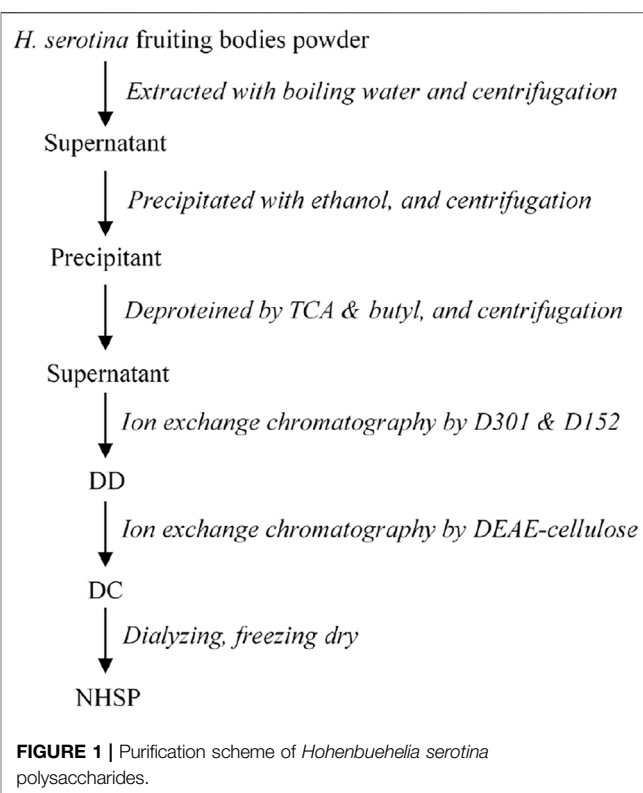 H. serotina fruiting bodies powder
Extracted with boiling water and centrifugation
Supernatant
Precipitated with ethanol, and centrifugation
Precipitant
Deproteined by TCA & butyl, and centrifugation
Supernatant
Ion exchange chromatography by D301 & D152
DD
Ion exchange chromatography by DEAE-cellulose
DC
Dialyzing, freezing dry
NHSP
FIGURE 1 | Purification scheme of Hohenbuehelia serotina
polysaccharides.